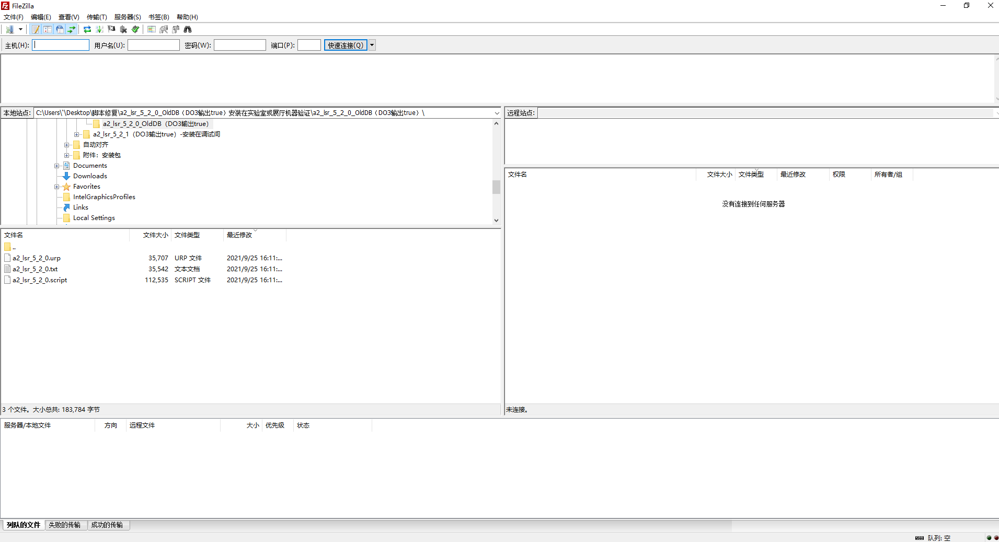 FileZilla
文件(F) 编辑(E) 查看(V) 传输(T) 服务器(S) 书签(B) 帮助(H)
主机(H): 用户名(U): 密码(W): 端口(P): 快速连接(Q)
本地站点: C:\Users\`\Desktop\脚本修复\a2_lsr_5_2_0_OldDB（DO3输出true）安装在实验室或展厅机器验证\a2_lsr_5_2_0_OldDB（DO3输出true）\
a2_lsr_5_2_0_OldDB（DO3输出true）
a2_lsr_5_2_1（DO3输出true）-安装在调试间
自动对齐
附件：安装包
Documents
Downloads
Favorites
IntelGraphicsProfiles
Links
Local Settings
文件名 文件大小 文件类型 最近修改
..
a2_lsr_5_2_0.urp 35,707 URP 文件 2021/9/25 16:11:...
a2_lsr_5_2_0.txt 35,542 文本文档 2021/9/25 16:11:...
a2_lsr_5_2_0.script 112,535 SCRIPT 文件 2021/9/25 16:11:...
3 个文件。大小总共: 183,784 字节
远程站点:
文件名 文件大小 文件类型 最近修改 权限 所有者/组
没有连接到任何服务器
未连接。
服务器/本地文件 方向 远程文件 大小 优先级 状态
列队的文件 失败的传输 成功的传输
队列: 空